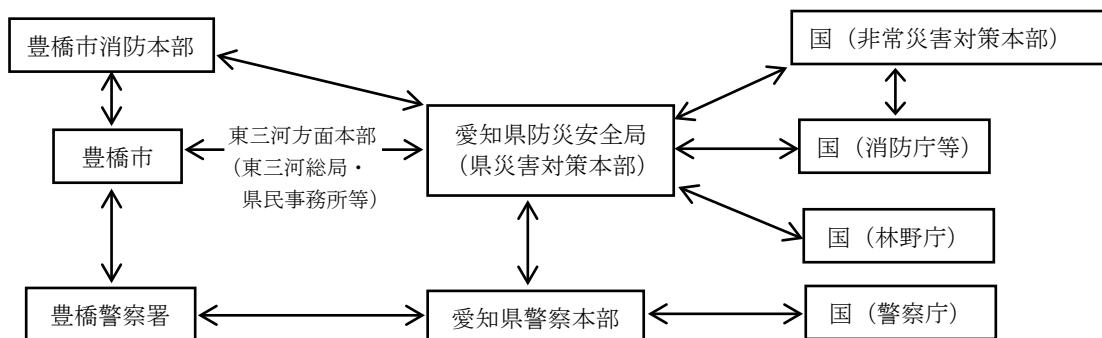 豊橋市消防本部
国（非常災害対策本部）
豊橋市
東三河方面本部
（東三河総局・
県民事務所等）
愛知県防災安全局
（県災害対策本部）
国（消防庁等）
国（林野庁）
豊橋警察署
愛知県警察本部
国（警察庁）